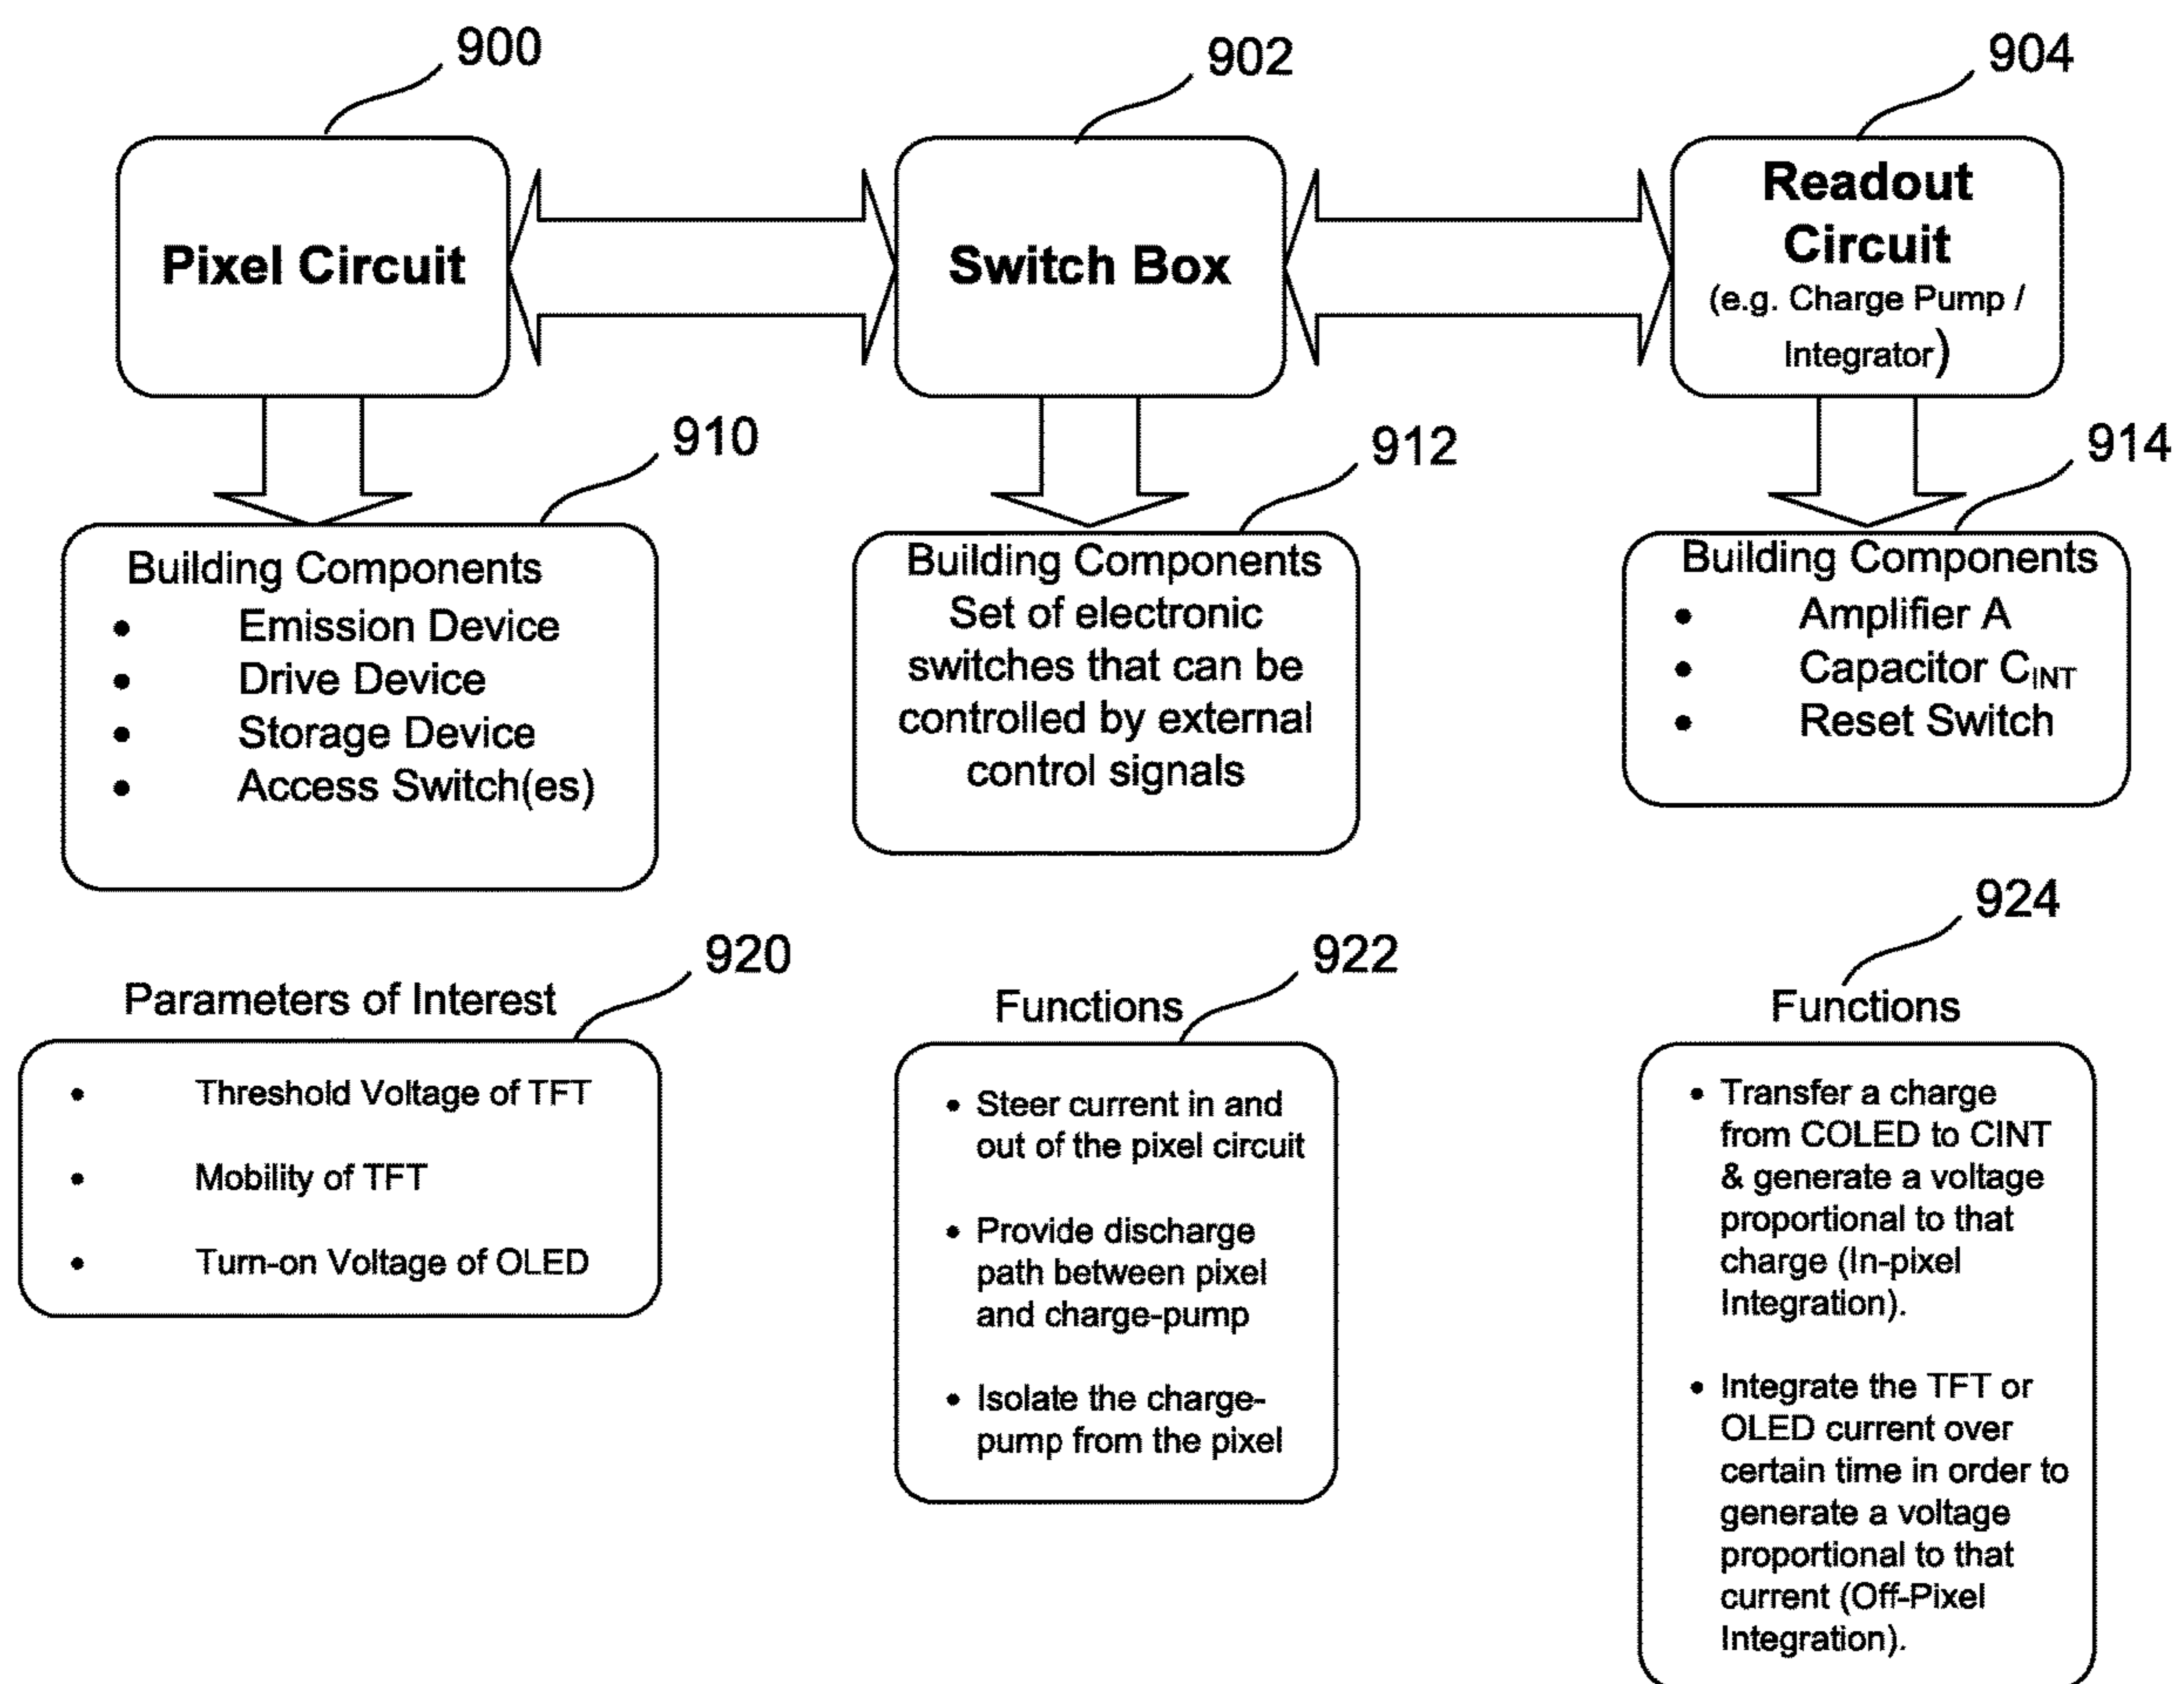 900
902
904
Pixel Circuit
Switch Box
Readout
Circuit
(e.g. Charge Pump /
Integrator)
910
912
914
Building Components
• Emission Device
• Drive Device
• Storage Device
• Access Switch(es)
Building Components
Set of electronic
switches that can be
controlled by external
control signals
Building Components
• Amplifier A
• Capacitor CINT
• Reset Switch
920
922
924
Parameters of Interest
• Threshold Voltage of TFT
• Mobility of TFT
• Turn-on Voltage of OLED
Functions
• Steer current in and
out of the pixel circuit
• Provide discharge
path between pixel
and charge-pump
• Isolate the charge-
pump from the pixel
Functions
• Transfer a charge
from COLED to CINT
& generate a voltage
proportional to that
charge (In-pixel
Integration).
• Integrate the TFT or
OLED current over
certain time in order to
generate a voltage
proportional to that
current (Off-Pixel
Integration).